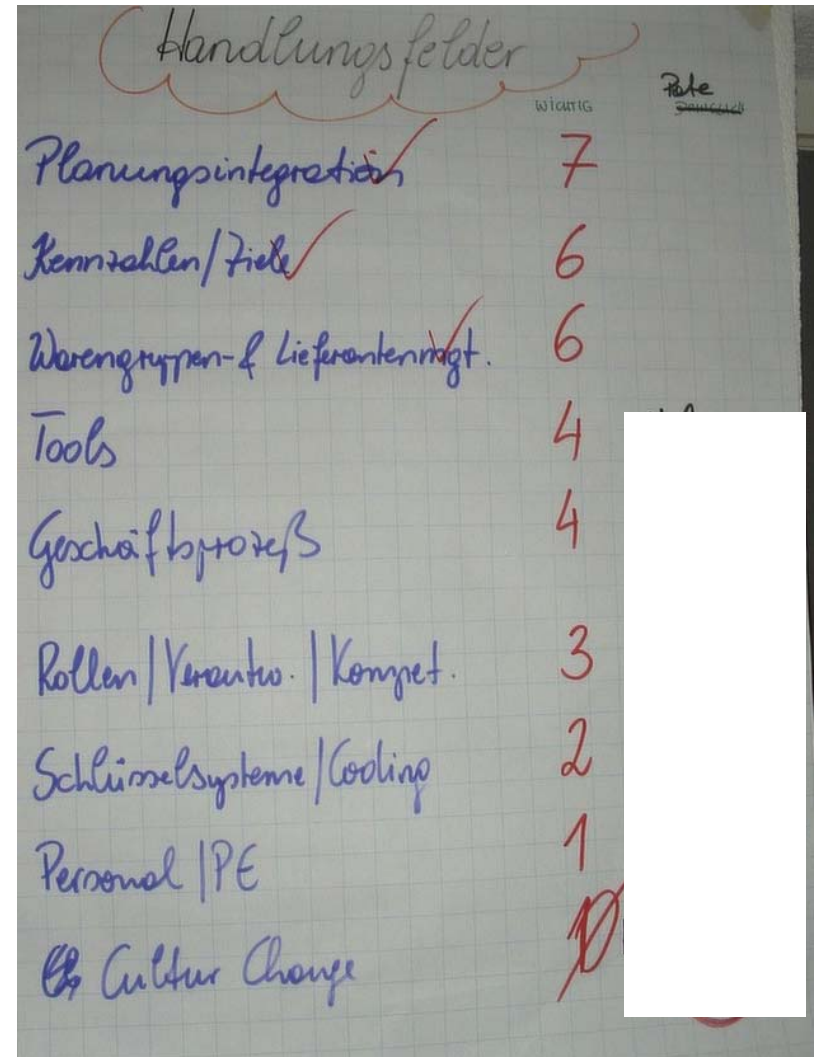 Handlungsfelder
wichtig Pate
Planungsintegration 7
Kennzahlen/Ziele 6
Warengruppen- & Lieferantenmgt. 6
Tools 4
Geschäftsprozeß 4
Rollen/Verantw./Kompet. 3
Schlüsselsysteme/Coding 2
Personal/PE 1
Cultur Change